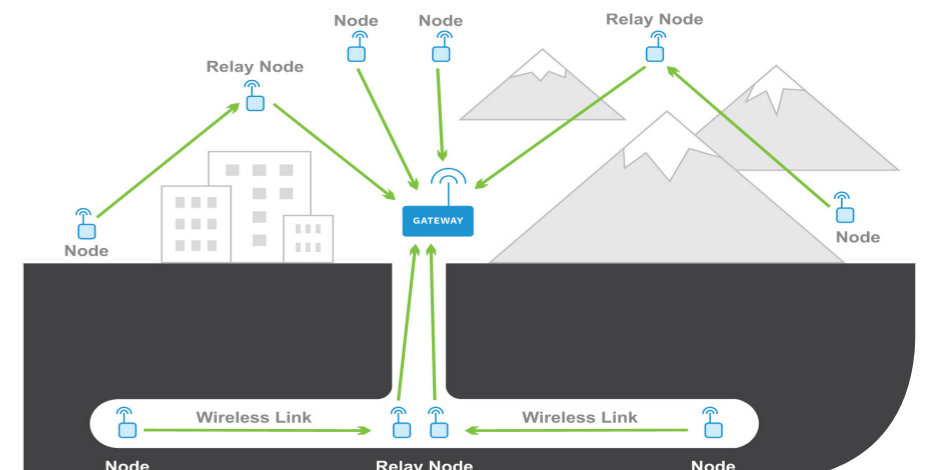 Node
Node
Relay Node
Relay Node
GATEWAY
Node
Node
Wireless Link
Wireless Link
Node
Relay Node
Node